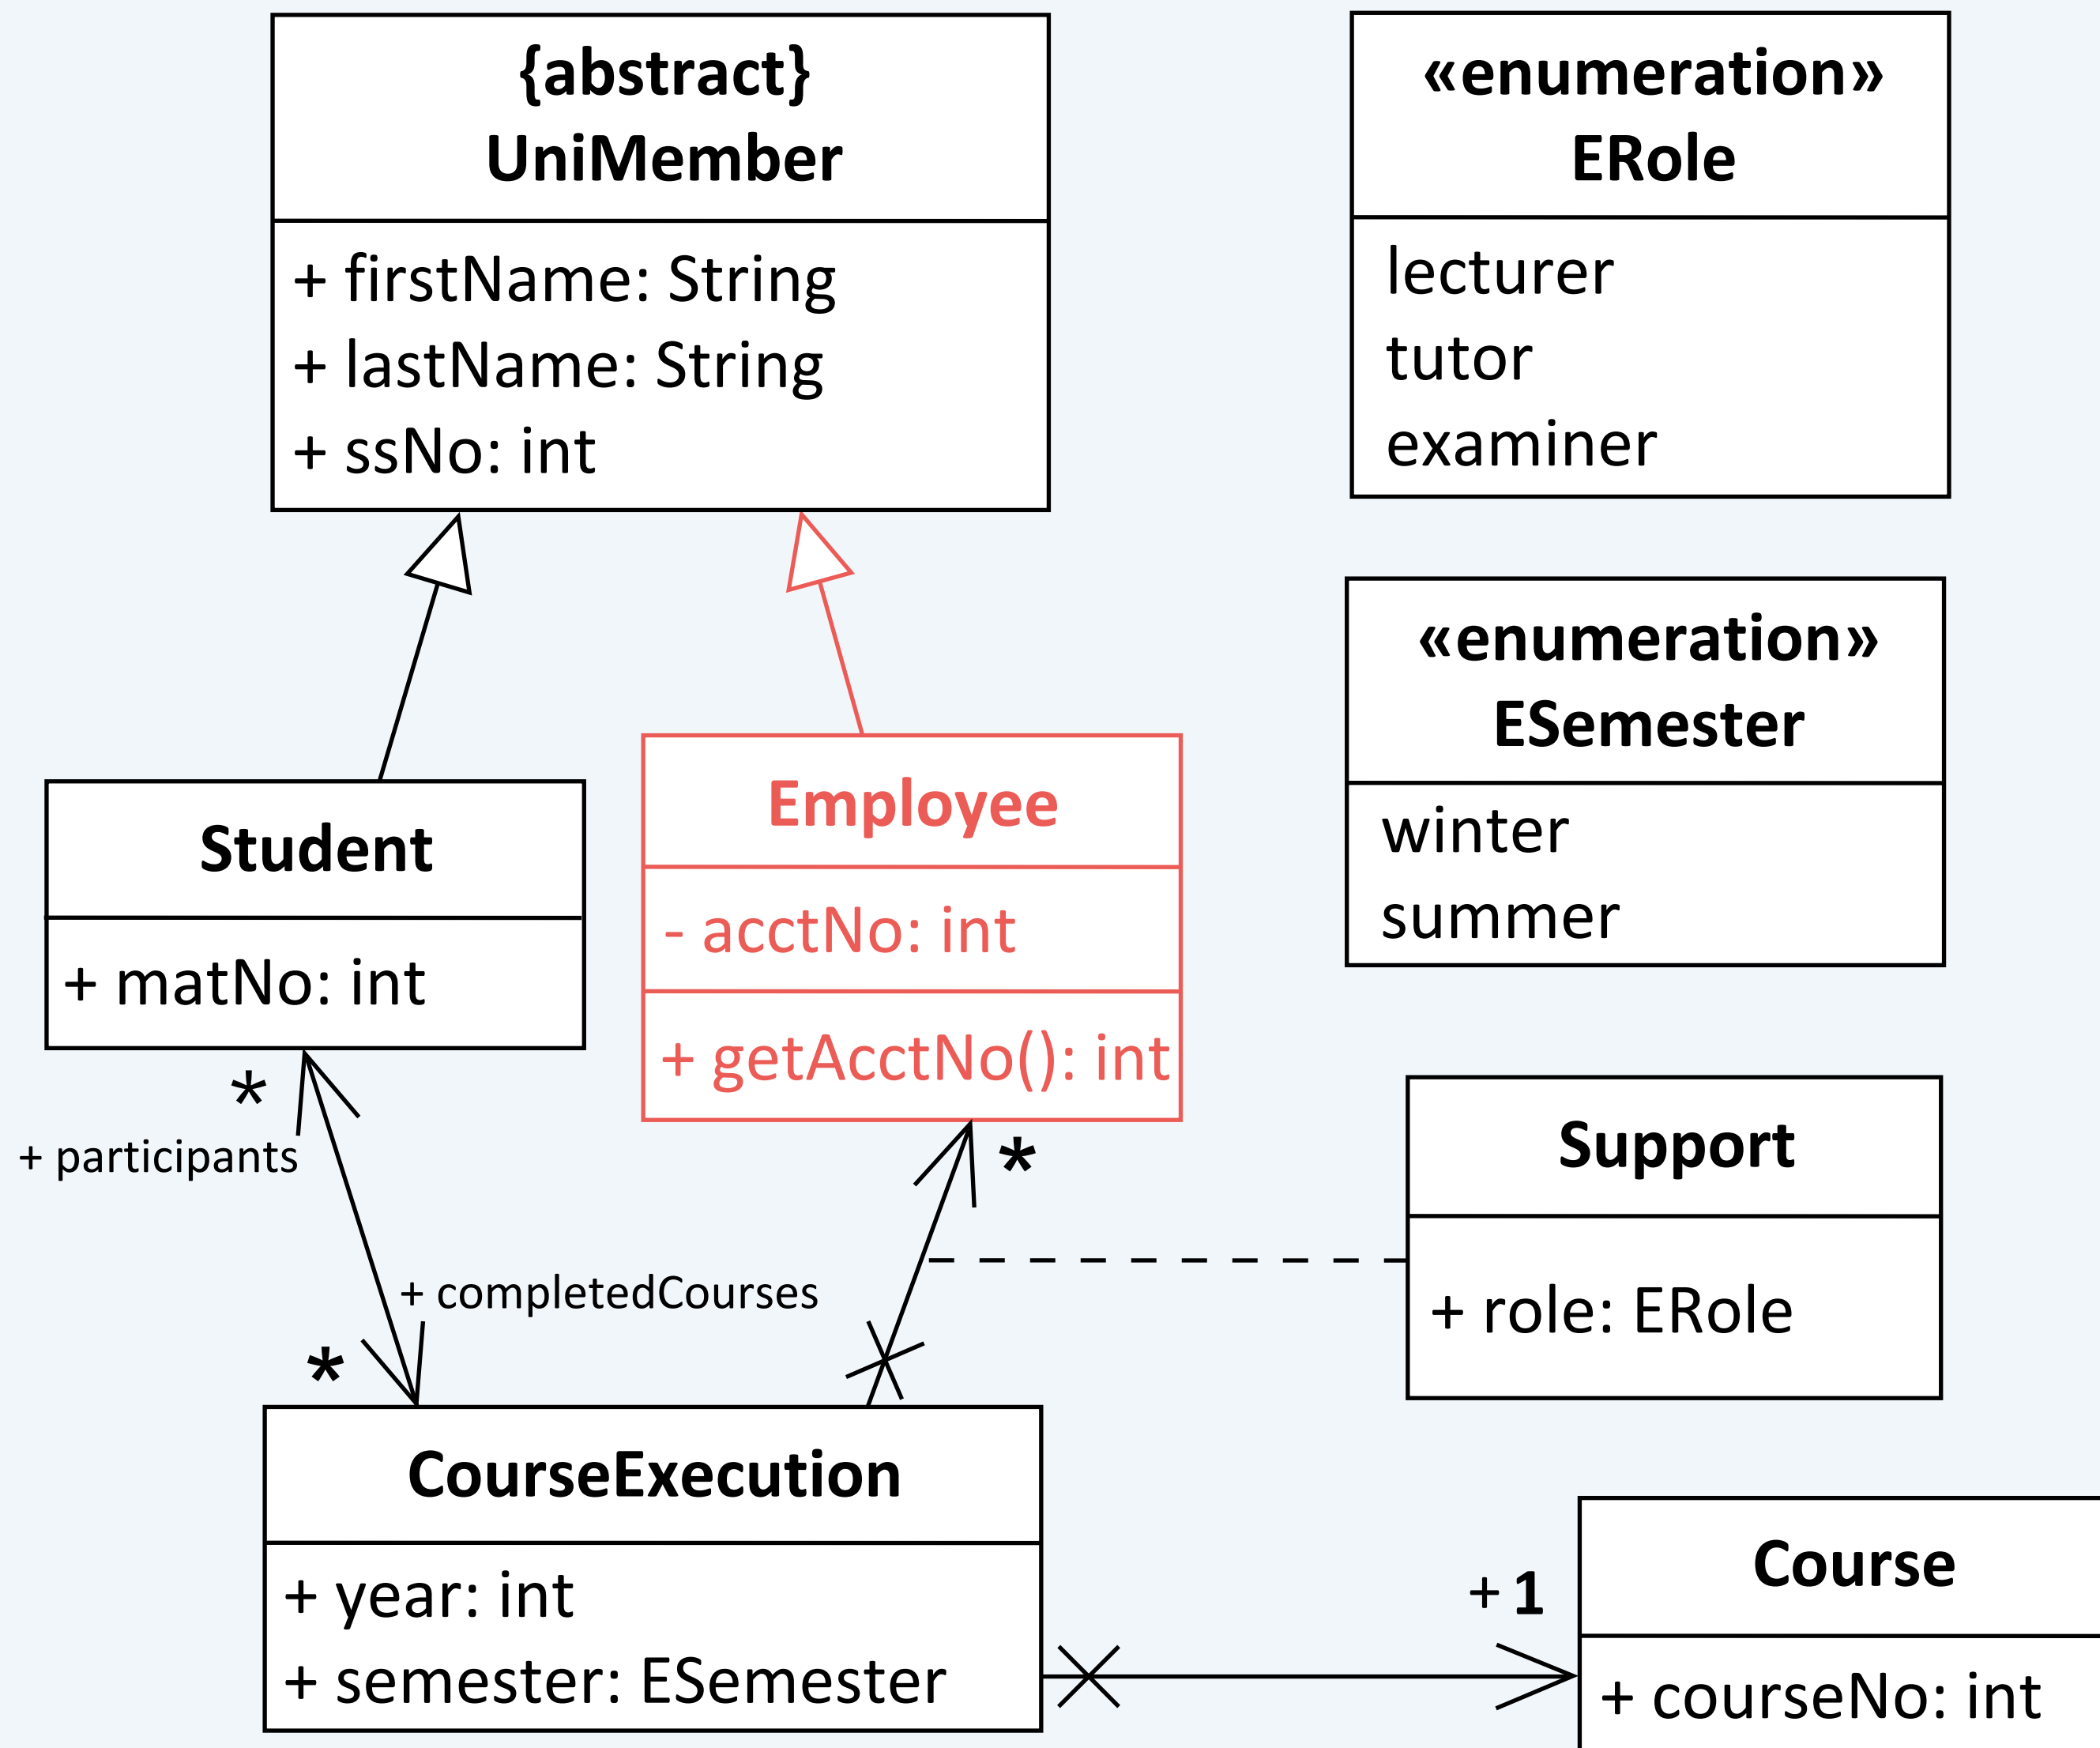 {abstract}
UniMember
+ firstName: String
+ lastName: String
+ ssNo: int
«enumeration»
ERole
lecturer
tutor
examiner
«enumeration»
ESemester
winter
summer
Student
+ matNo: int
Employee
- acctNo: int
+ getAcctNo(): int
*
+ participants
*
Support
+ role: ERole
+ completedCourses
*
CourseExecution
+ year: int
+ semester: ESemester
+ 1
Course
+ courseNo: int